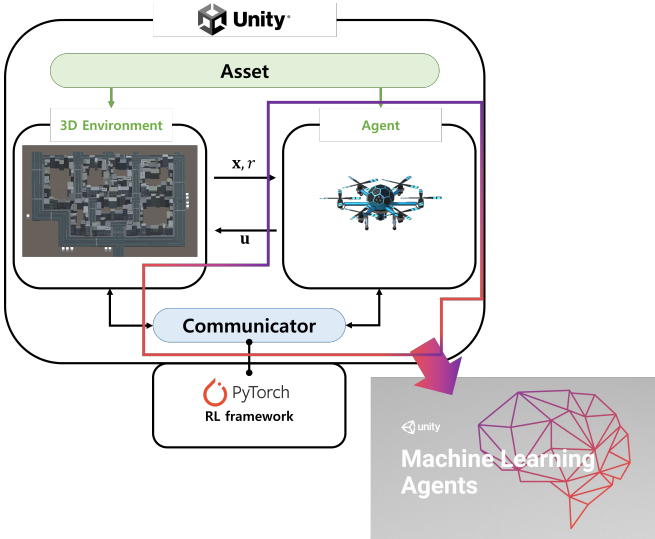 Unity
Asset
3D Environment
Agent
x, r
u
Communicator
PyTorch
RL framework
unity
Machine Learning
Agents